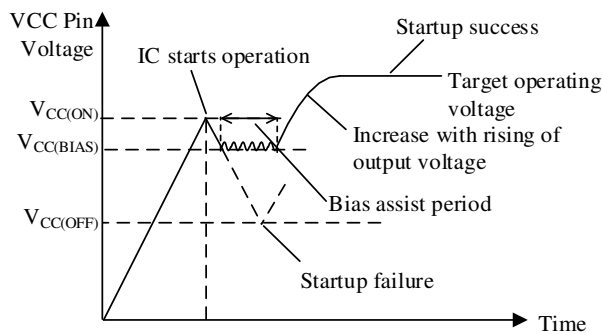 VCC Pin
Voltage
Startup success
IC starts operation
Target operating
voltage
VCC(ON)
Increase with rising of
output voltage
VCC(BIAS)
Bias assist period
VCC(OFF)
Startup failure
Time